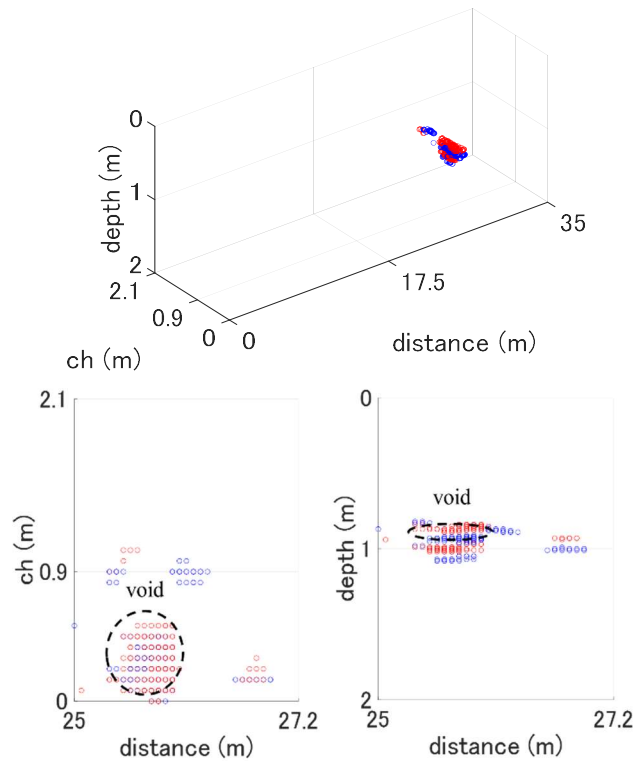 0
1
2
depth (m)
2.1
0.9
0
ch (m)
0
17.5
35
distance (m)
2.1
0.9
0
ch (m)
void
25
27.2
distance (m)
0
1
2
depth (m)
void
25
27.2
distance (m)